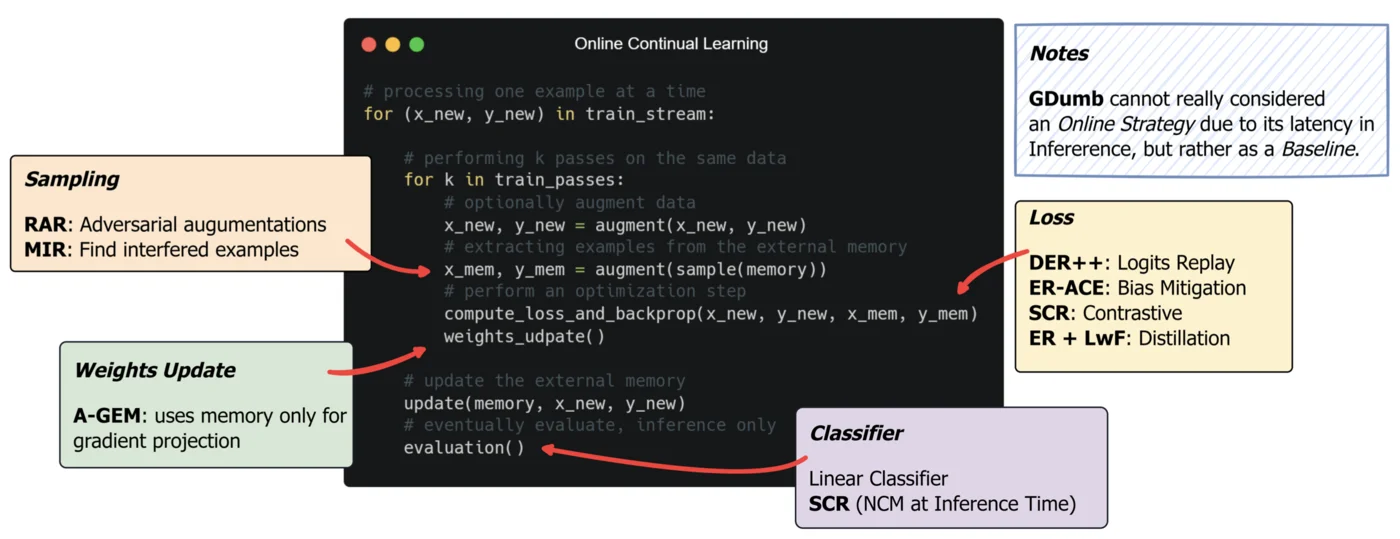 Online Continual Learning
# processing one example at a time
for (x_new, y_new) in train_stream:
# performing k passes on the same data
for k in train_passes:
# optionally augment data
x_new, y_new = augment(x_new, y_new)
# extracting examples from the external memory
x_mem, y_mem = augment(sample(memory))
# perform an optimization step
compute_loss_and_backprop(x_new, y_new, x_mem, y_mem)
weights_udpate()
# update the external memory
update(memory, x_new, y_new)
# eventually evaluate, inference only
evaluation()
Sampling
RAR: Adversarial augumentations
MIR: Find interfered examples
Weights Update
A-GEM: uses memory only for
gradient projection
Notes
GDumb cannot really considered
an Online Strategy due to its latency in
Infererence, but rather as a Baseline.
Loss
DER++: Logits Replay
ER-ACE: Bias Mitigation
SCR: Contrastive
ER + LwF: Distillation
Classifier
Linear Classifier
SCR (NCM at Inference Time)